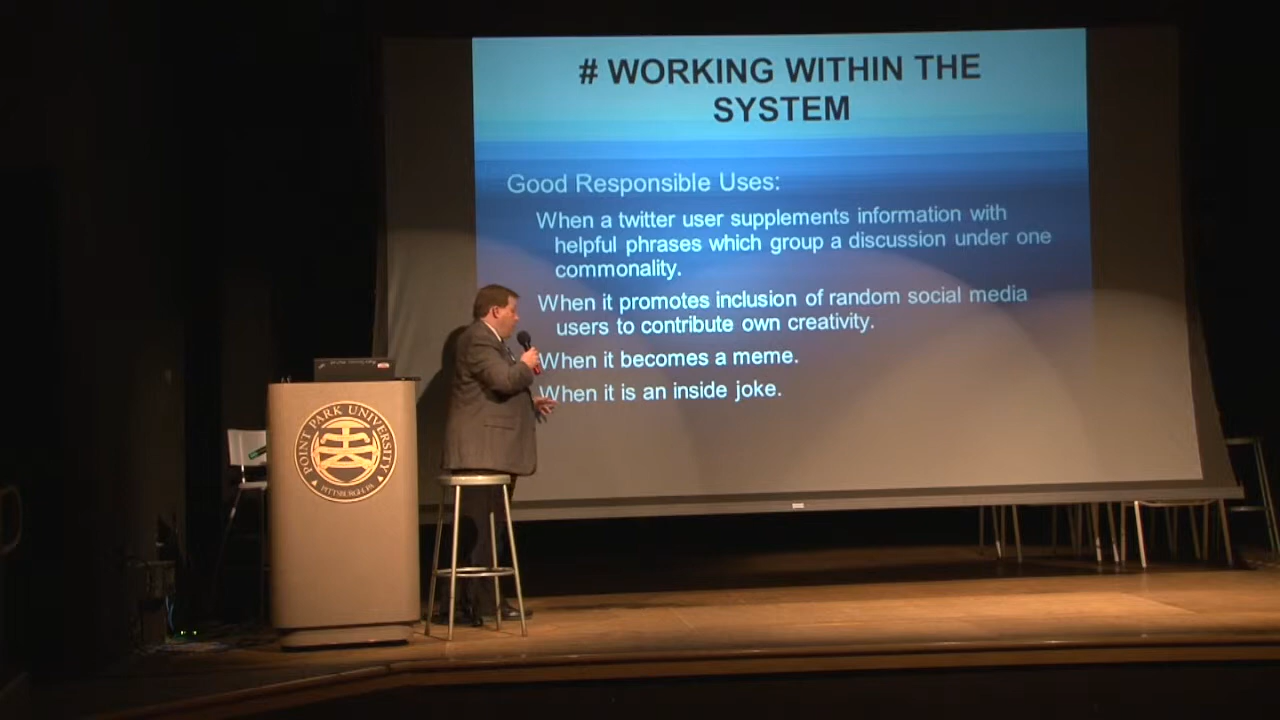 # WORKING WITHIN THE
SYSTEM
Good Responsible Uses:
When a twitter user supplements information with
helpful phrases which group a discussion under one
commonality.
When it promotes inclusion of random social media
users to contribute own creativity.
When it becomes a meme.
When it is an inside joke.
POINT PARK UNIVERSITY
PITTSBURGH, PA